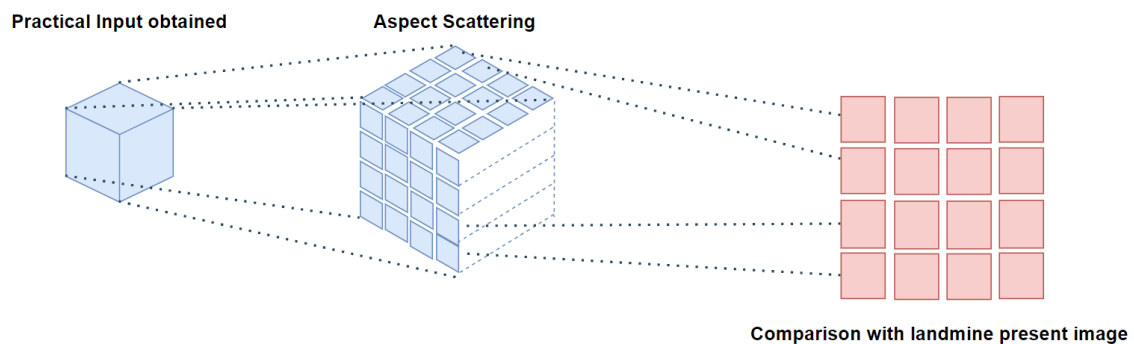 Practical Input obtained
Aspect Scattering
Comparison with landmine present image